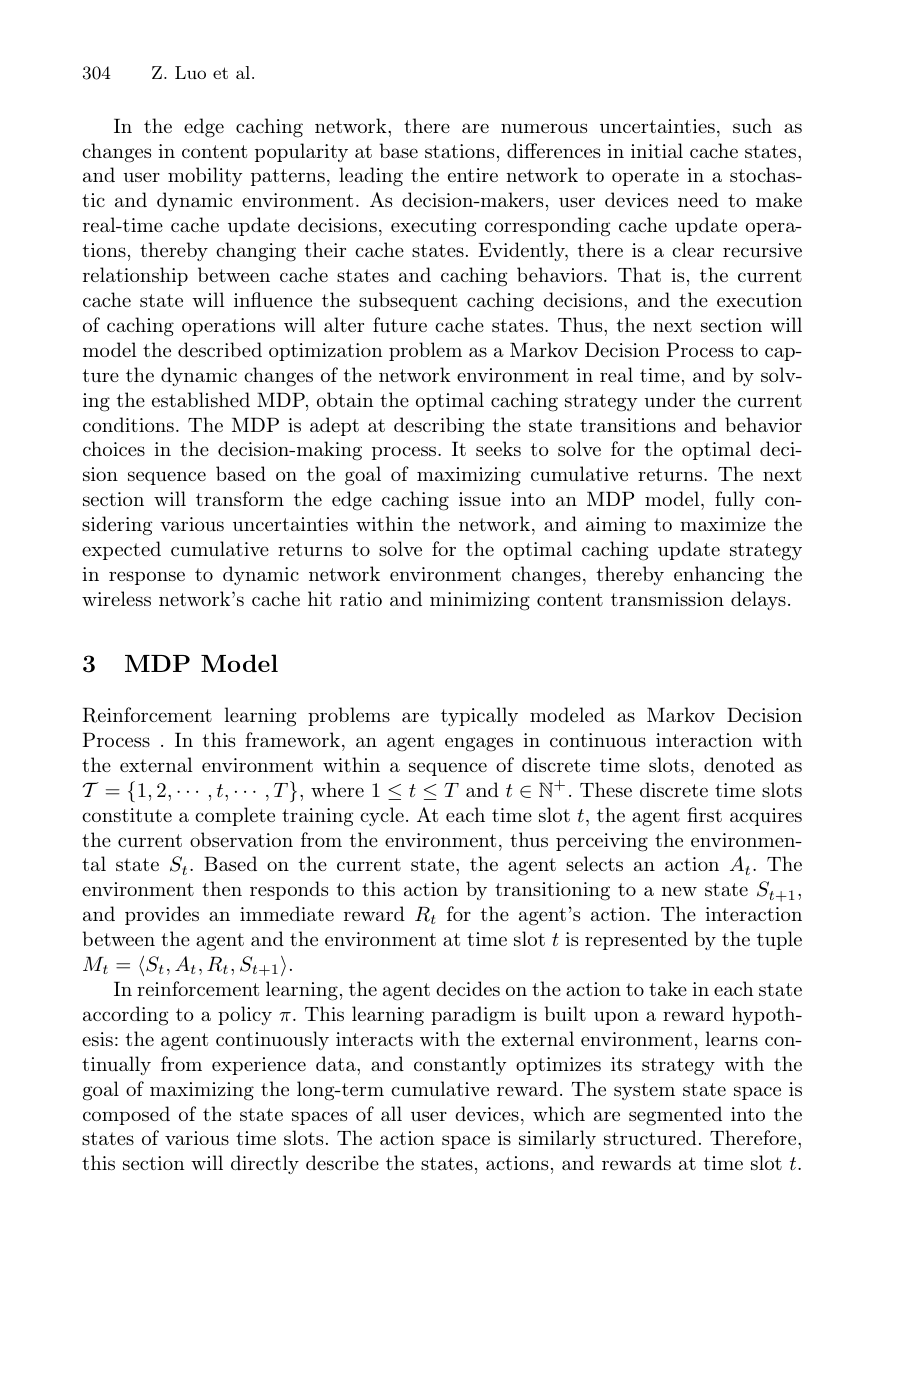 304 Z. Luo et al.
In the edge caching network, there are numerous uncertainties, such as
changes in content popularity at base stations, differences in initial cache states,
and user mobility patterns, leading the entire network to operate in a stochas-
tic and dynamic environment. As decision-makers, user devices need to make
real-time cache update decisions, executing corresponding cache update opera-
tions, thereby changing their cache states. Evidently, there is a clear recursive
relationship between cache states and caching behaviors. That is, the current
cache state will influence the subsequent caching decisions, and the execution
of caching operations will alter future cache states. Thus, the next section will
model the described optimization problem as a Markov Decision Process to cap-
ture the dynamic changes of the network environment in real time, and by solv-
ing the established MDP, obtain the optimal caching strategy under the current
conditions. The MDP is adept at describing the state transitions and behavior
choices in the decision-making process. It seeks to solve for the optimal deci-
sion sequence based on the goal of maximizing cumulative returns. The next
section will transform the edge caching issue into an MDP model, fully con-
sidering various uncertainties within the network, and aiming to maximize the
expected cumulative returns to solve for the optimal caching update strategy
in response to dynamic network environment changes, thereby enhancing the
wireless network's cache hit ratio and minimizing content transmission delays.
3 MDP Model
Reinforcement learning problems are typically modeled as Markov Decision
Process . In this framework, an agent engages in continuous interaction with
the external environment within a sequence of discrete time slots, denoted as
𝒯 = {1, 2, ⋯ , t, ⋯ , T}, where 1 ≤ t ≤ T and t ∈ ℕ⁺. These discrete time slots
constitute a complete training cycle. At each time slot t, the agent first acquires
the current observation from the environment, thus perceiving the environmen-
tal state S_t. Based on the current state, the agent selects an action A_t. The
environment then responds to this action by transitioning to a new state S_{t+1},
and provides an immediate reward R_t for the agent's action. The interaction
between the agent and the environment at time slot t is represented by the tuple
M_t = ⟨S_t, A_t, R_t, S_{t+1}⟩.
In reinforcement learning, the agent decides on the action to take in each state
according to a policy π. This learning paradigm is built upon a reward hypoth-
esis: the agent continuously interacts with the external environment, learns con-
tinually from experience data, and constantly optimizes its strategy with the
goal of maximizing the long-term cumulative reward. The system state space is
composed of the state spaces of all user devices, which are segmented into the
states of various time slots. The action space is similarly structured. Therefore,
this section will directly describe the states, actions, and rewards at time slot t.